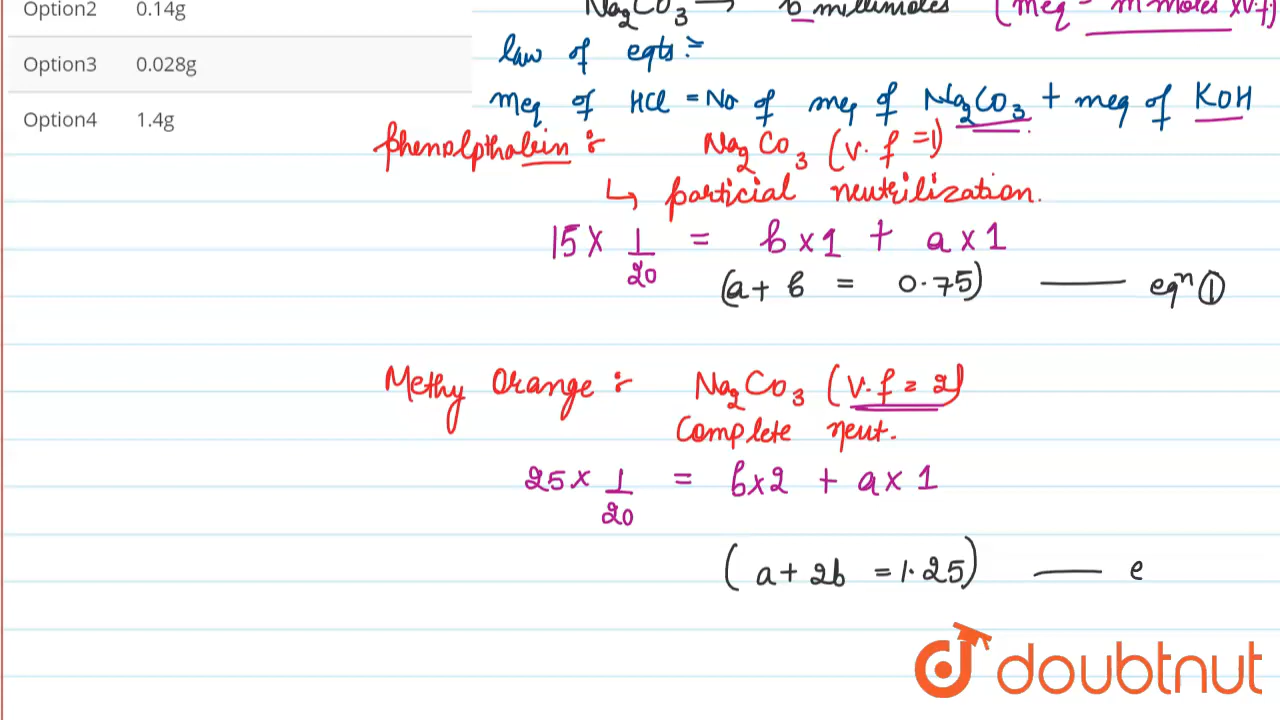 Option2 0.14g
Na2CO3 → b millimoles (meq = m moles x v.f)
law of eqts :-
Option3 0.028g
meq of HCl = No of meq of Na2CO3 + meq of KOH
Option4 1.4g
phenolpthalein :- Na2CO3 (v.f = 1)
↳ particial neutrilization.
15 x 1/20 = b x 1 + a x 1
(a + b = 0.75) — eqn ①
Methy Orange :- Na2CO3 (v.f = 2)
Complete neut.
25 x 1/20 = b x 2 + a x 1
(a + 2b = 1.25) — e
doubtnut